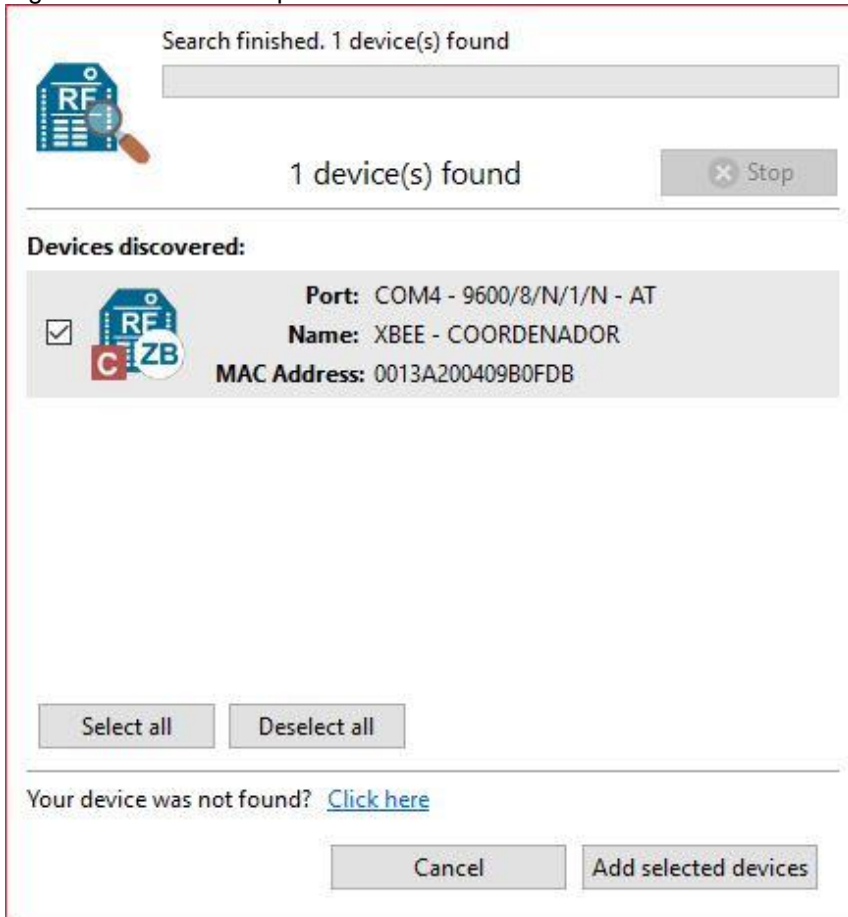 Search finished. 1 device(s) found
RF
1 device(s) found
Stop
Devices discovered:
Port: COM4 - 9600/8/N/1/N - AT
Name: XBEE - COORDENADOR
MAC Address: 0013A200409B0FDB
RF
C ZB
Select all Deselect all
Your device was not found? Click here
Cancel Add selected devices